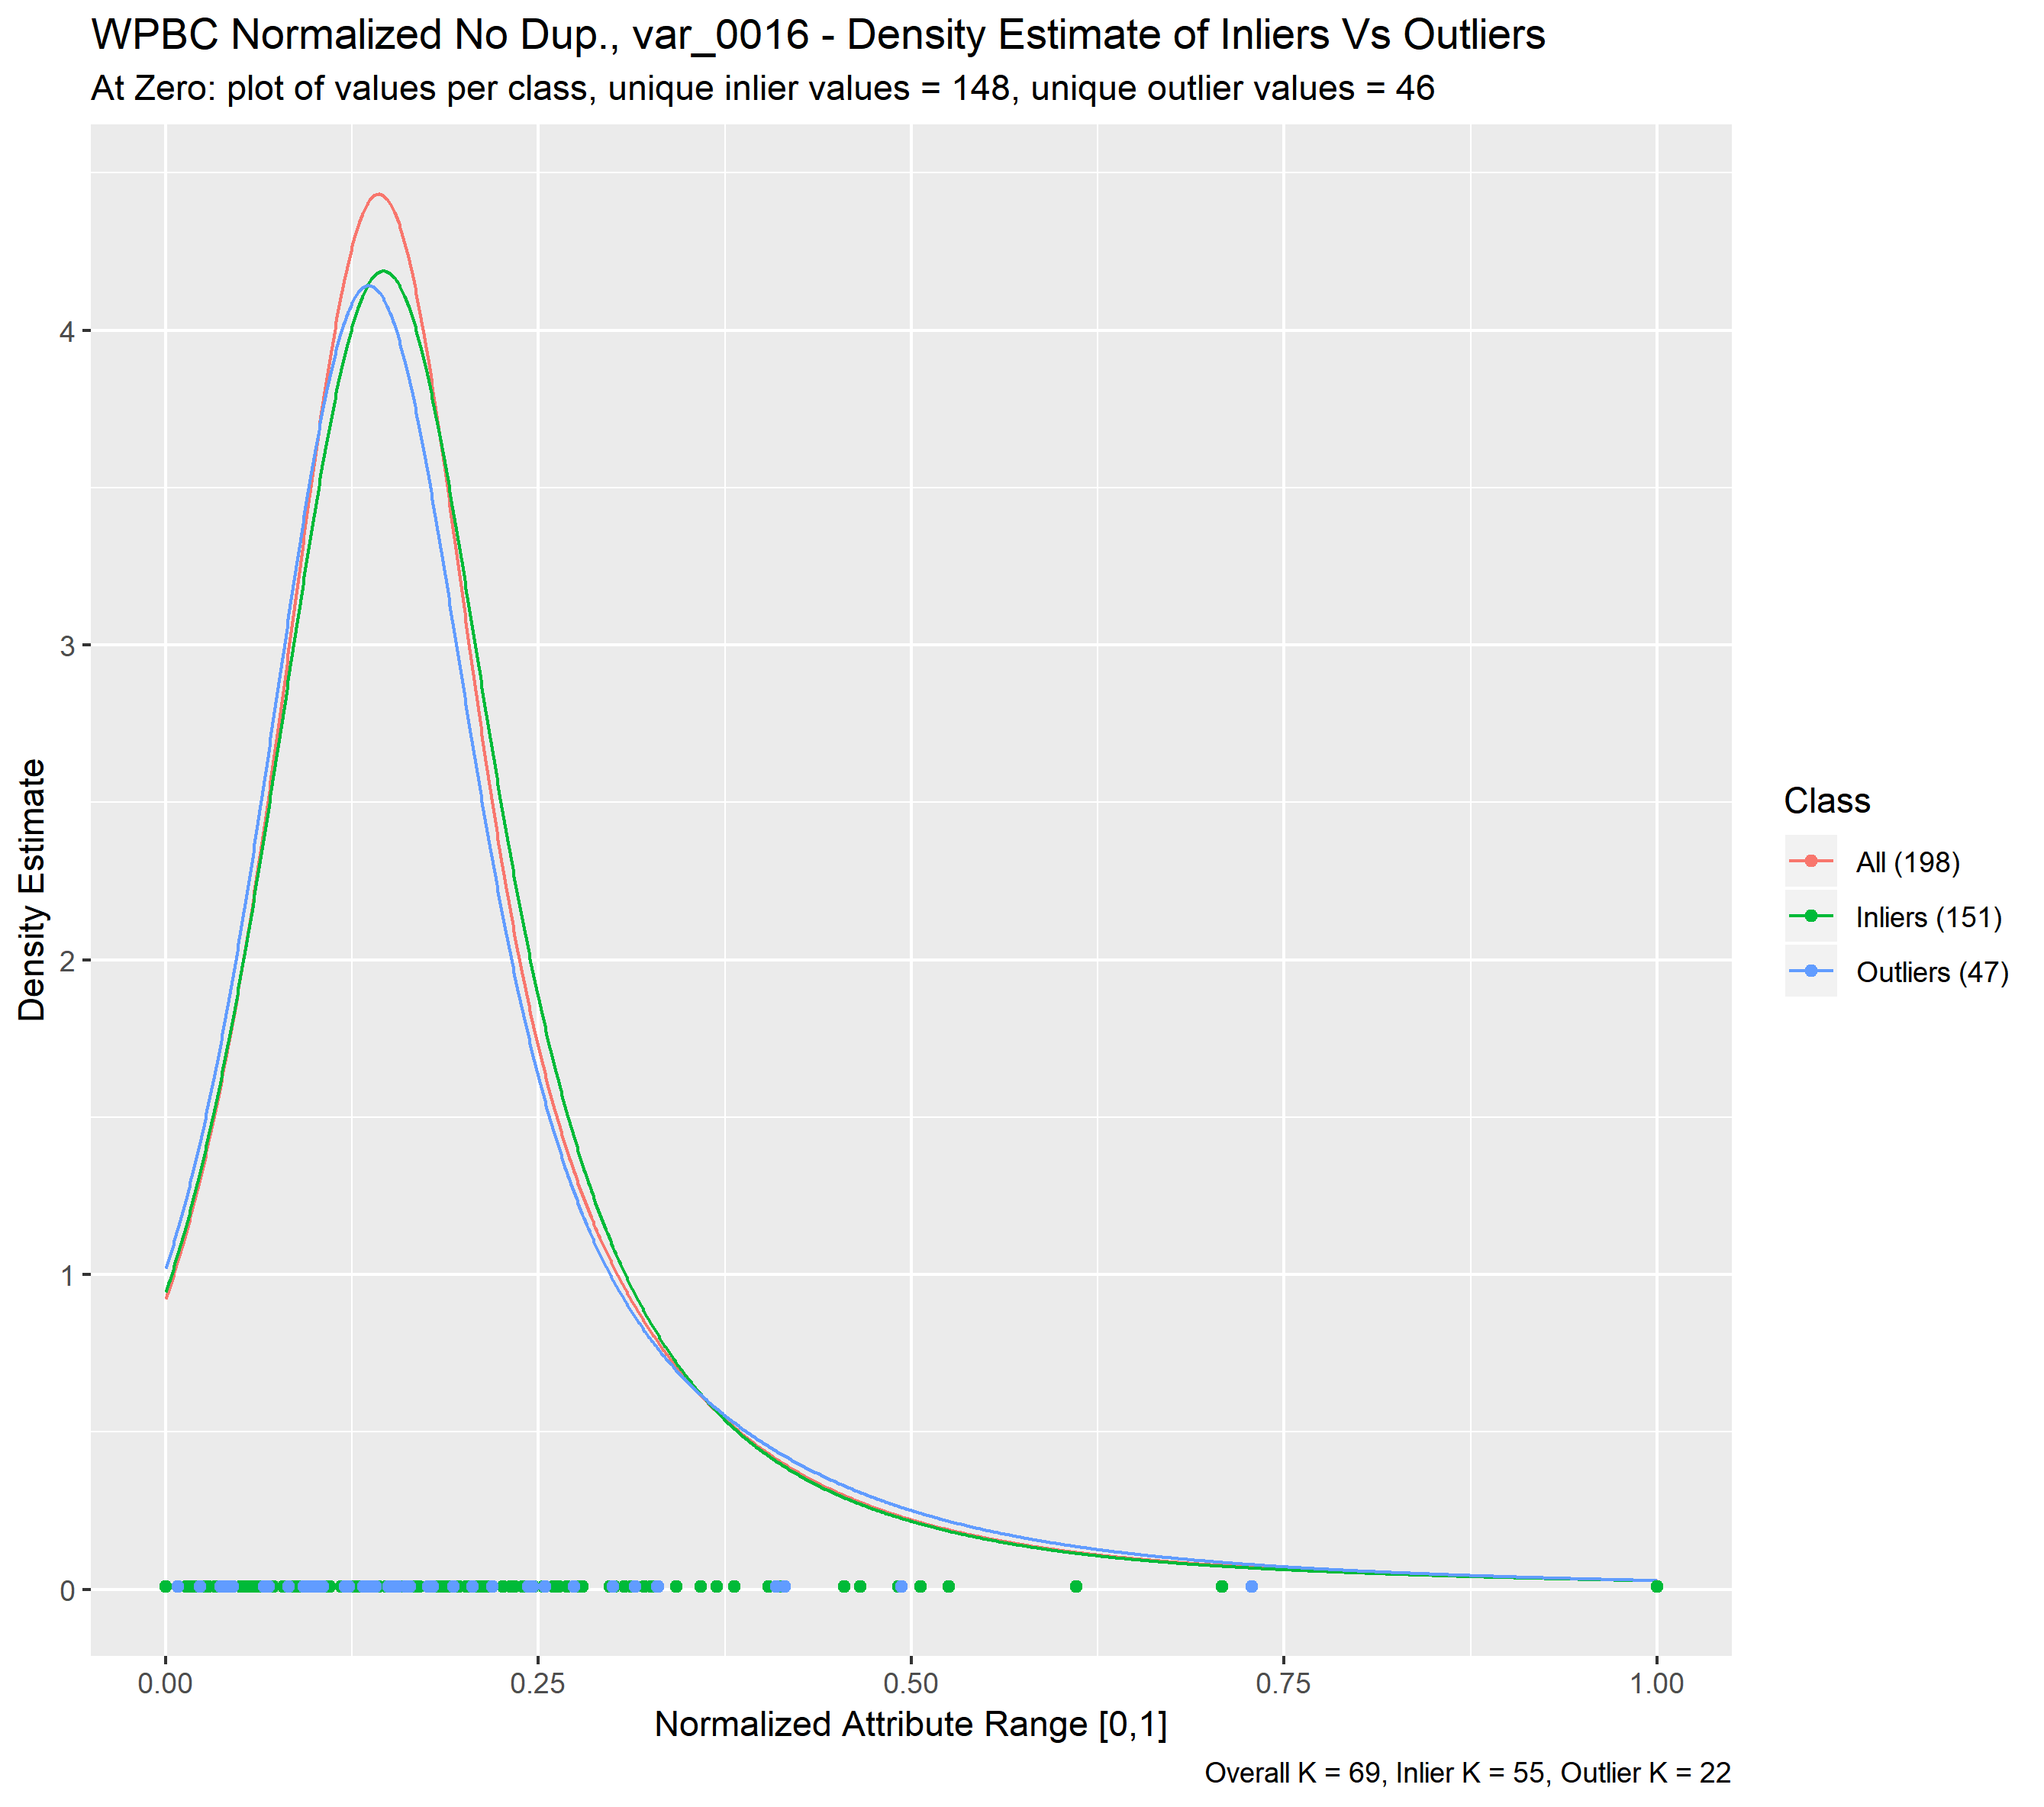 WPBC Normalized No Dup., var_0016 - Density Estimate of Inliers Vs Outliers
At Zero: plot of values per class, unique inlier values = 148, unique outlier values = 46
Density Estimate
4
3
2
1
0
0.00 0.25 0.50 0.75 1.00
Normalized Attribute Range [0,1]
Overall K = 69, Inlier K = 55, Outlier K = 22
Class
All (198)
Inliers (151)
Outliers (47)